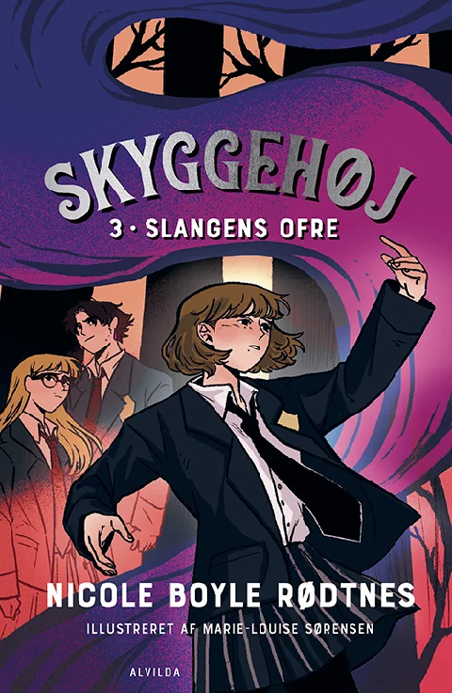 SKYGGEHØJ
3 · SLANGENS OFRE
NICOLE BOYLE RØDTNES
ILLUSTRERET AF MARIE-LOUISE SØRENSEN
ALVILDA